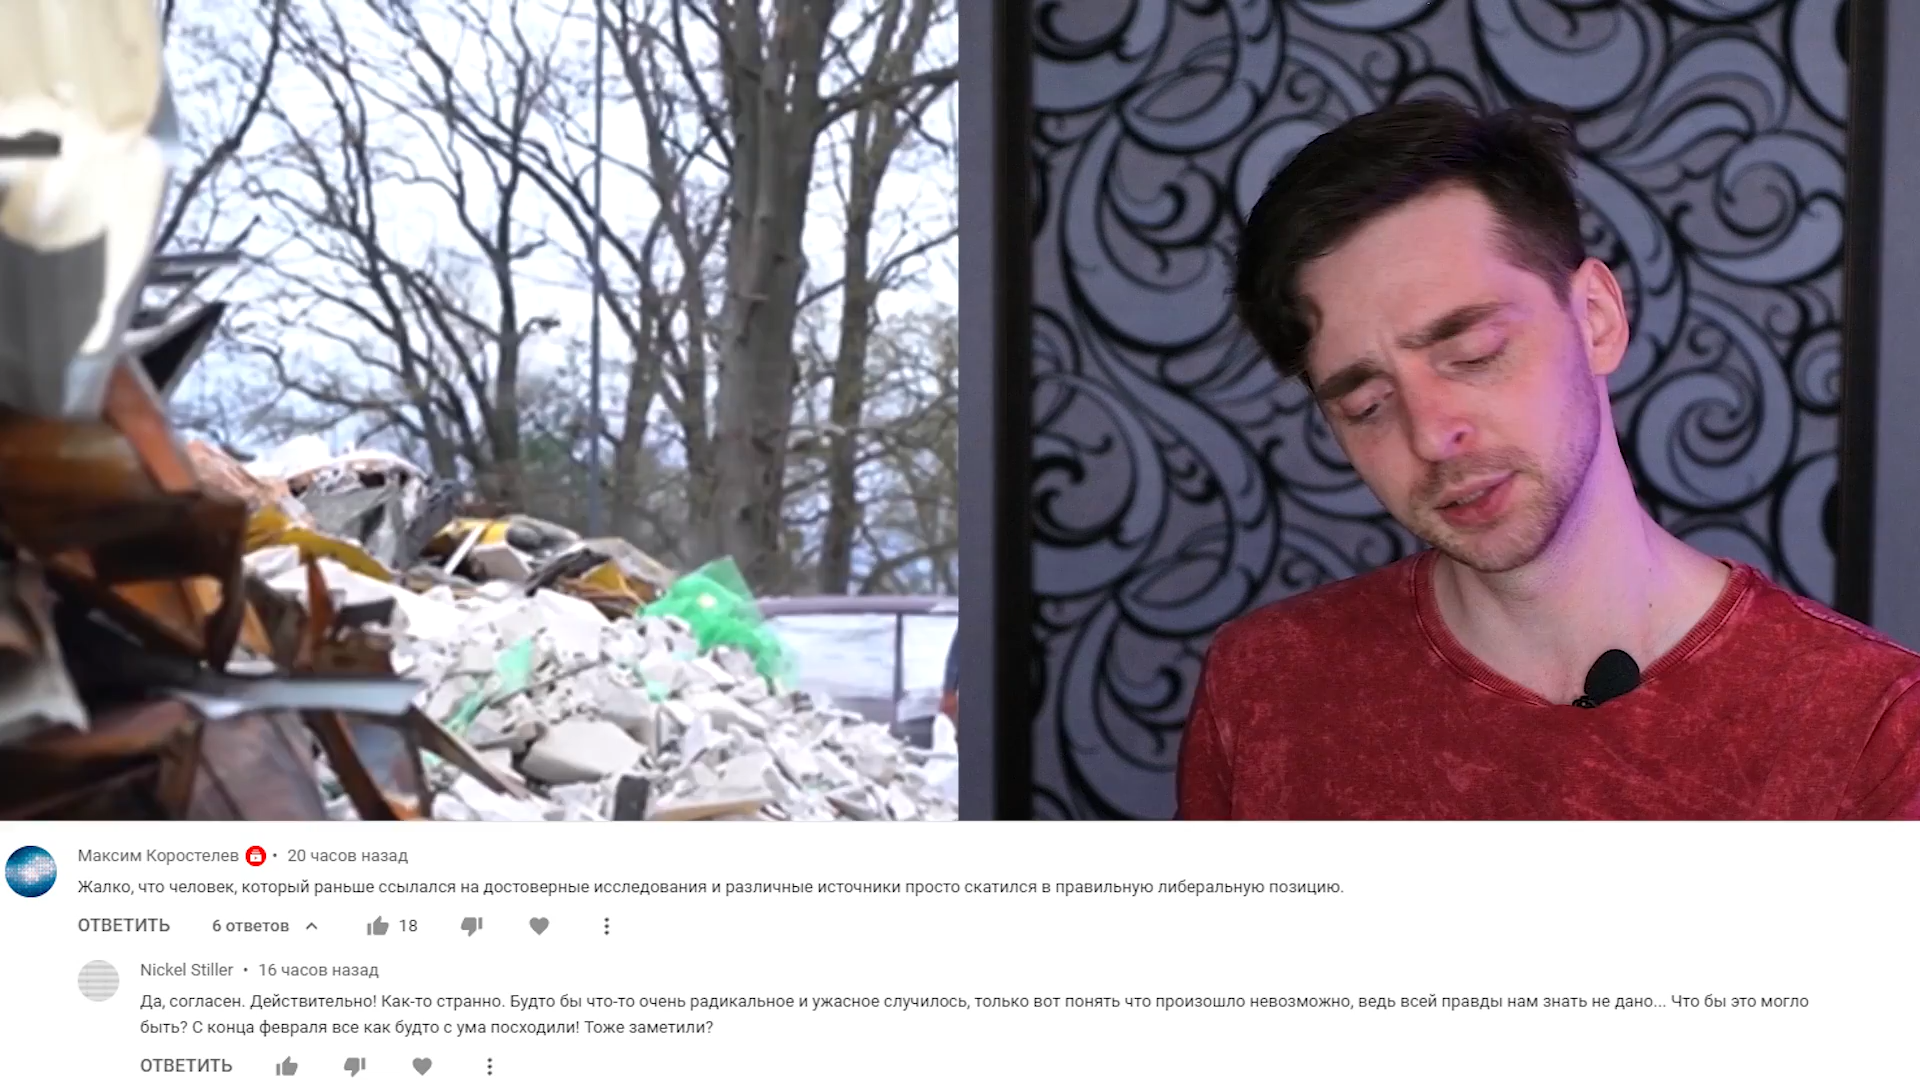 Максим Коростелев • 20 часов назад
Жалко, что человек, который раньше ссылался на достоверные исследования и различные источники просто скатился в правильную либеральную позицию.
ОТВЕТИТЬ 6 ответов 18
Nickel Stiller • 16 часов назад
Да, согласен. Действительно! Как-то странно. Будто бы что-то очень радикальное и ужасное случилось, только вот понять что произошло невозможно, ведь всей правды нам знать не дано... Что бы это могло
быть? С конца февраля все как будто с ума посходили! Тоже заметили?
ОТВЕТИТЬ